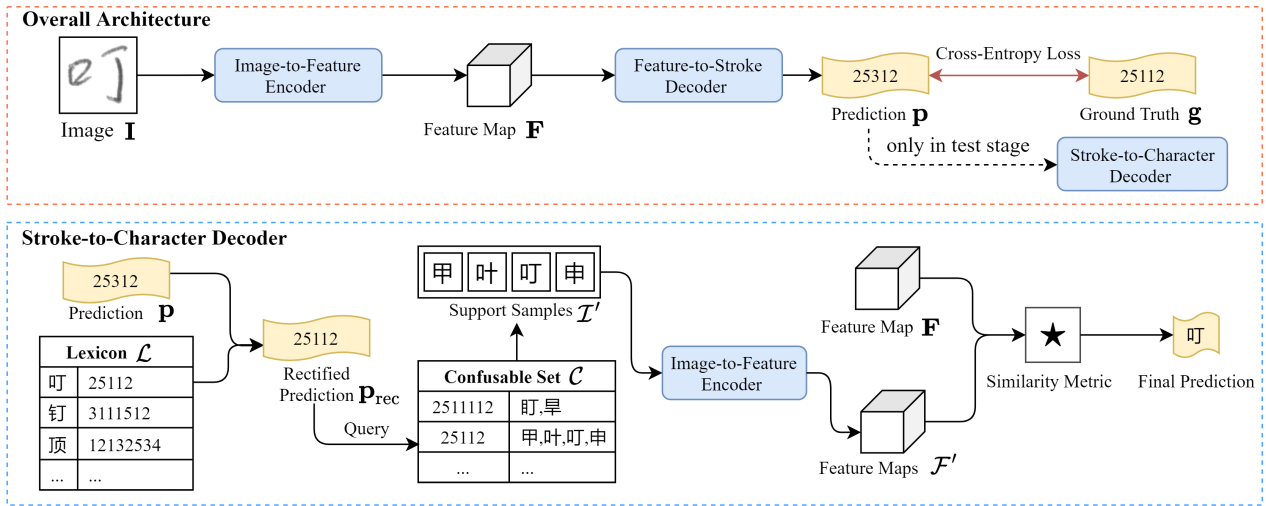 Overall Architecture
叮
Image I
Image-to-Feature
Encoder
Feature Map F
Feature-to-Stroke
Decoder
25312
Prediction p
Cross-Entropy Loss
25112
Ground Truth g
only in test stage
Stroke-to-Character
Decoder
Stroke-to-Character Decoder
25312
Prediction p
Lexicon ℒ
叮 25112
钉 3111512
顶 12132534
... ...
25112
Rectified
Prediction p_rec
Query
甲 叶 叮 申
Support Samples ℐ′
Confusable Set 𝒞
2511112 盯,旱
25112 甲,叶,叮,申
... ...
Image-to-Feature
Encoder
Feature Map F
Feature Maps ℱ′
★
Similarity Metric
叮
Final Prediction